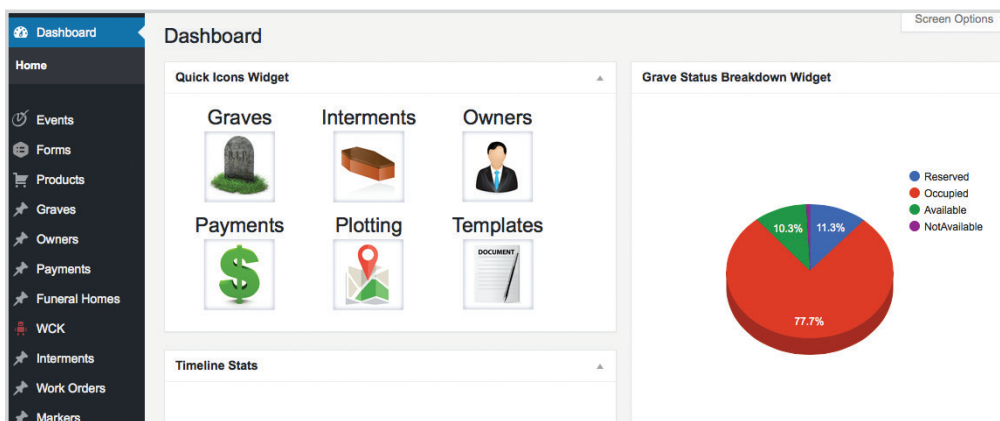 Screen Options
Dashboard
Home
Events
Forms
Products
Graves
Owners
Payments
Funeral Homes
WCK
Interments
Work Orders
Markers
Dashboard
Quick Icons Widget
Graves Interments Owners
R.I.P.
Payments Plotting Templates
$
DOCUMENT
Timeline Stats
Grave Status Breakdown Widget
10.3% 11.3%
77.7%
Reserved
Occupied
Available
NotAvailable